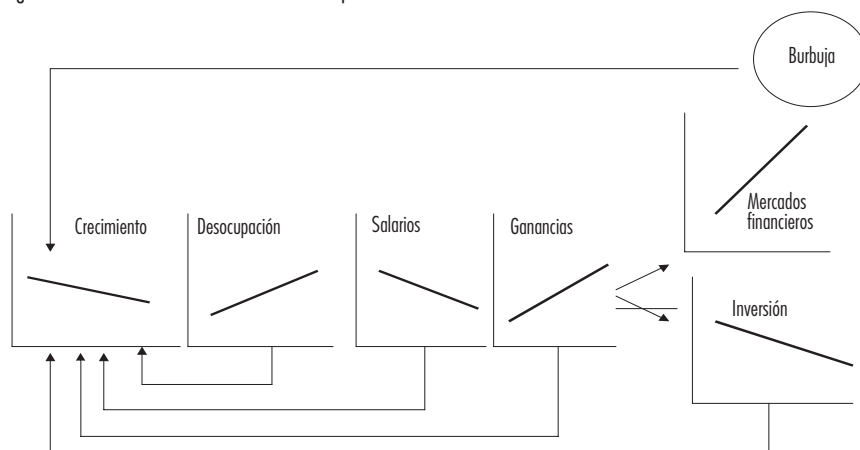 Burbuja
Crecimiento
Desocupación
Salarios
Ganancias
Mercados
financieros
Inversión